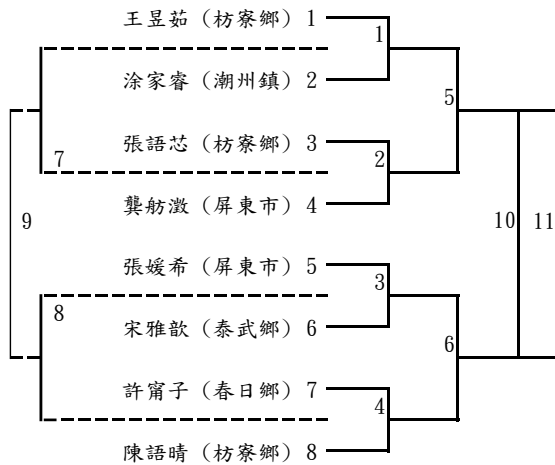 王昱茹 (枋寮鄉) 1
1
涂家睿 (潮州鎮) 2
5
張語芯 (枋寮鄉) 3
7
2
龔舫澂 (屏東市) 4
9
10
11
張媛希 (屏東市) 5
3
8
宋雅歆 (泰武鄉) 6
6
許甯子 (春日鄉) 7
4
陳語晴 (枋寮鄉) 8